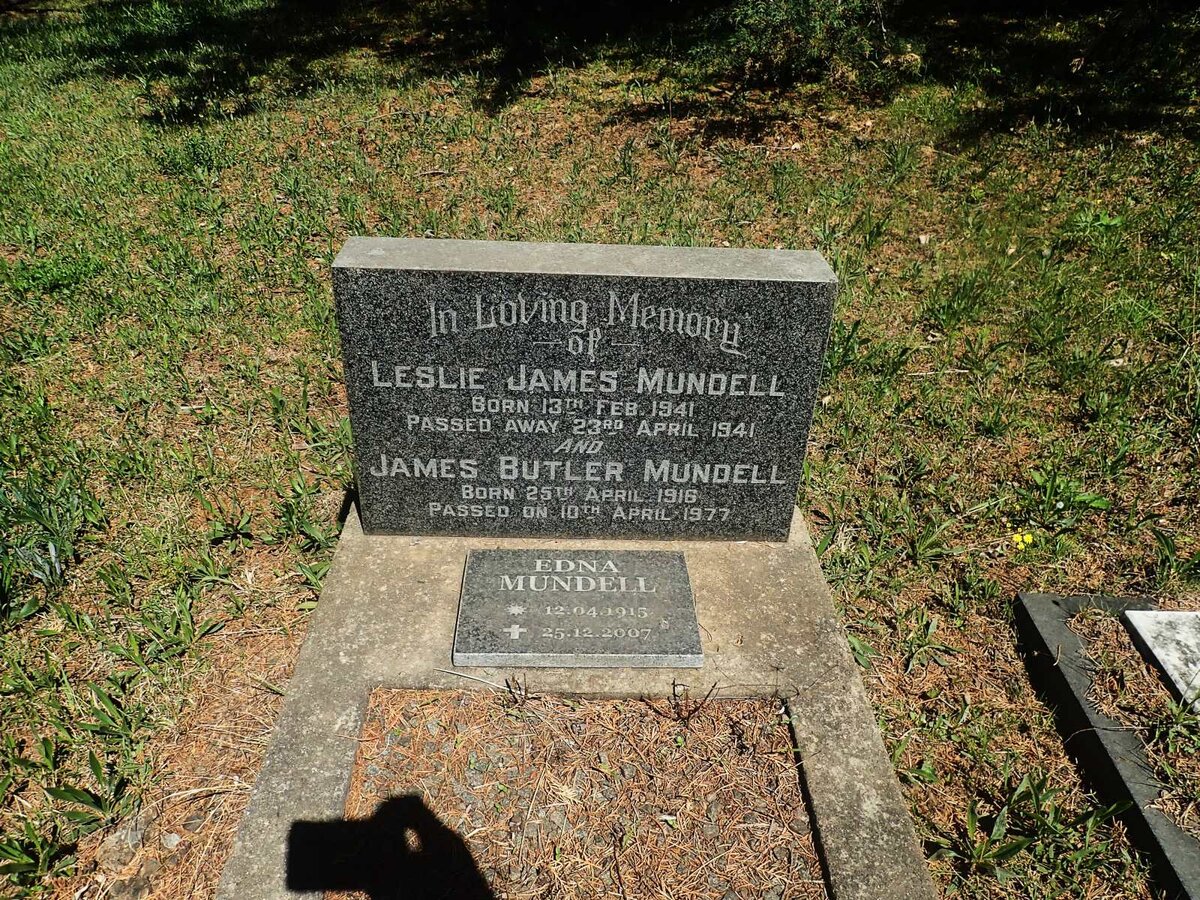 In Loving Memory
- of -
LESLIE JAMES MUNDELL
BORN 13TH FEB. 1941
PASSED AWAY 23RD APRIL 1941
AND
JAMES BUTLER MUNDELL
BORN 25TH APRIL 1916
PASSED ON 10TH APRIL 1977
EDNA
MUNDELL
12.04.1915
25.12.2007